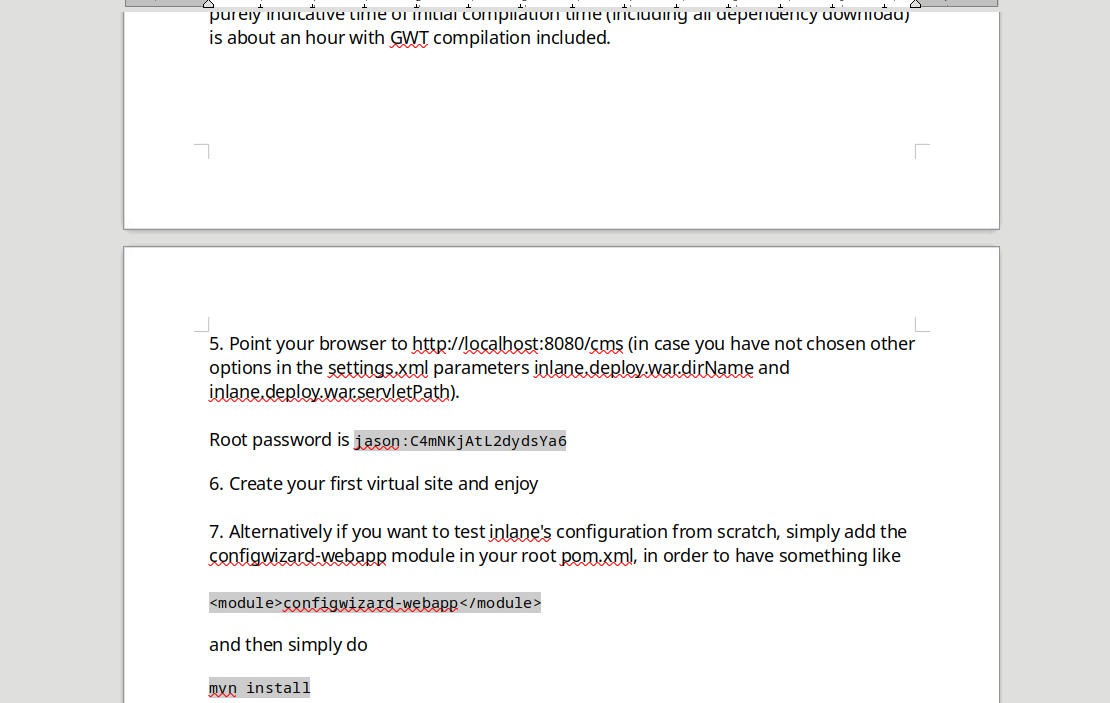 purely indicative time of initial compilation time (including all dependency download)
is about an hour with GWT compilation included.
5. Point your browser to http://localhost:8080/cms (in case you have not chosen other
options in the settings.xml parameters inlane.deploy.war.dirName and
inlane.deploy.war.servletPath).
Root password is jason:C4mNKjAtL2dydsYa6
6. Create your first virtual site and enjoy
7. Alternatively if you want to test inlane's configuration from scratch, simply add the
configwizard-webapp module in your root pom.xml, in order to have something like
<module>configwizard-webapp</module>
and then simply do
mvn install